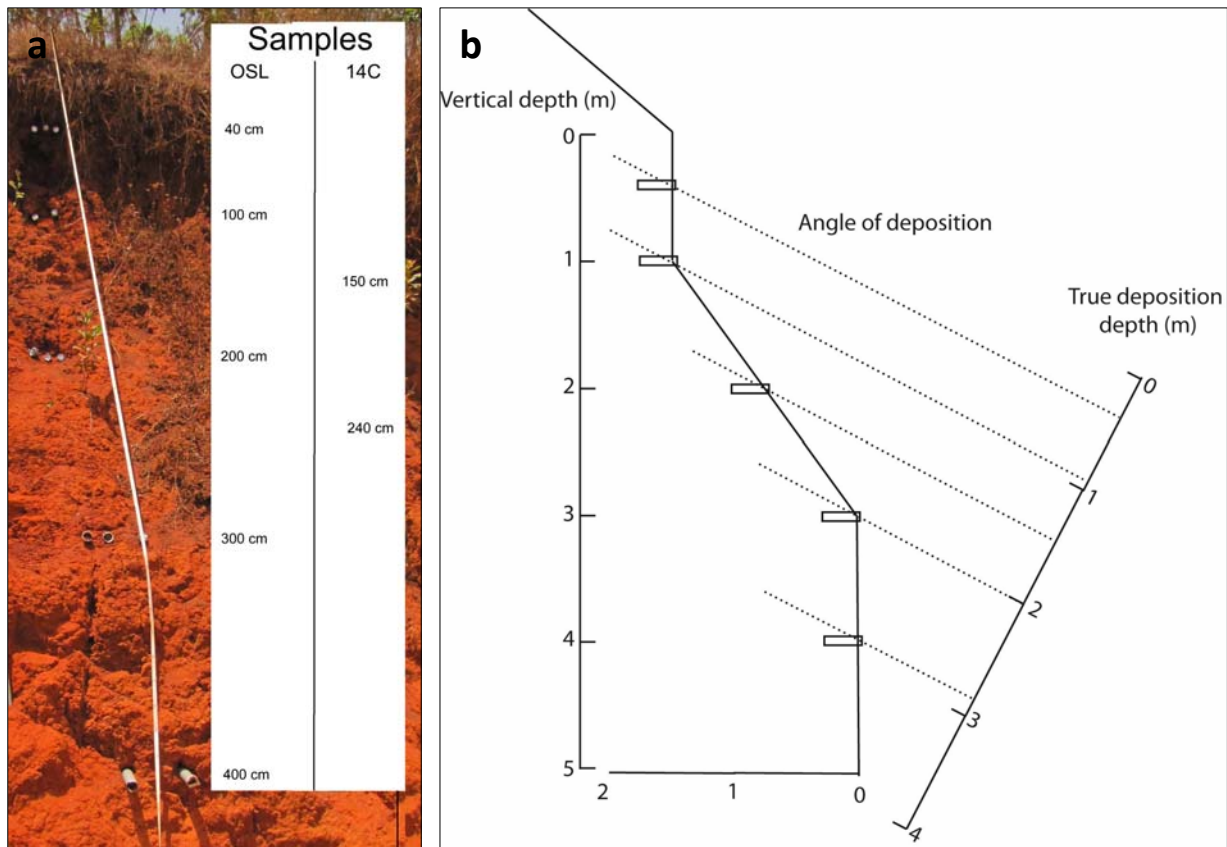 a
Samples
OSL 14C
40 cm
100 cm
150 cm
200 cm
240 cm
300 cm
400 cm
b
Vertical depth (m)
0
1
2
3
4
5
2 1 0
Angle of deposition
True deposition
depth (m)
0
1
2
3
4